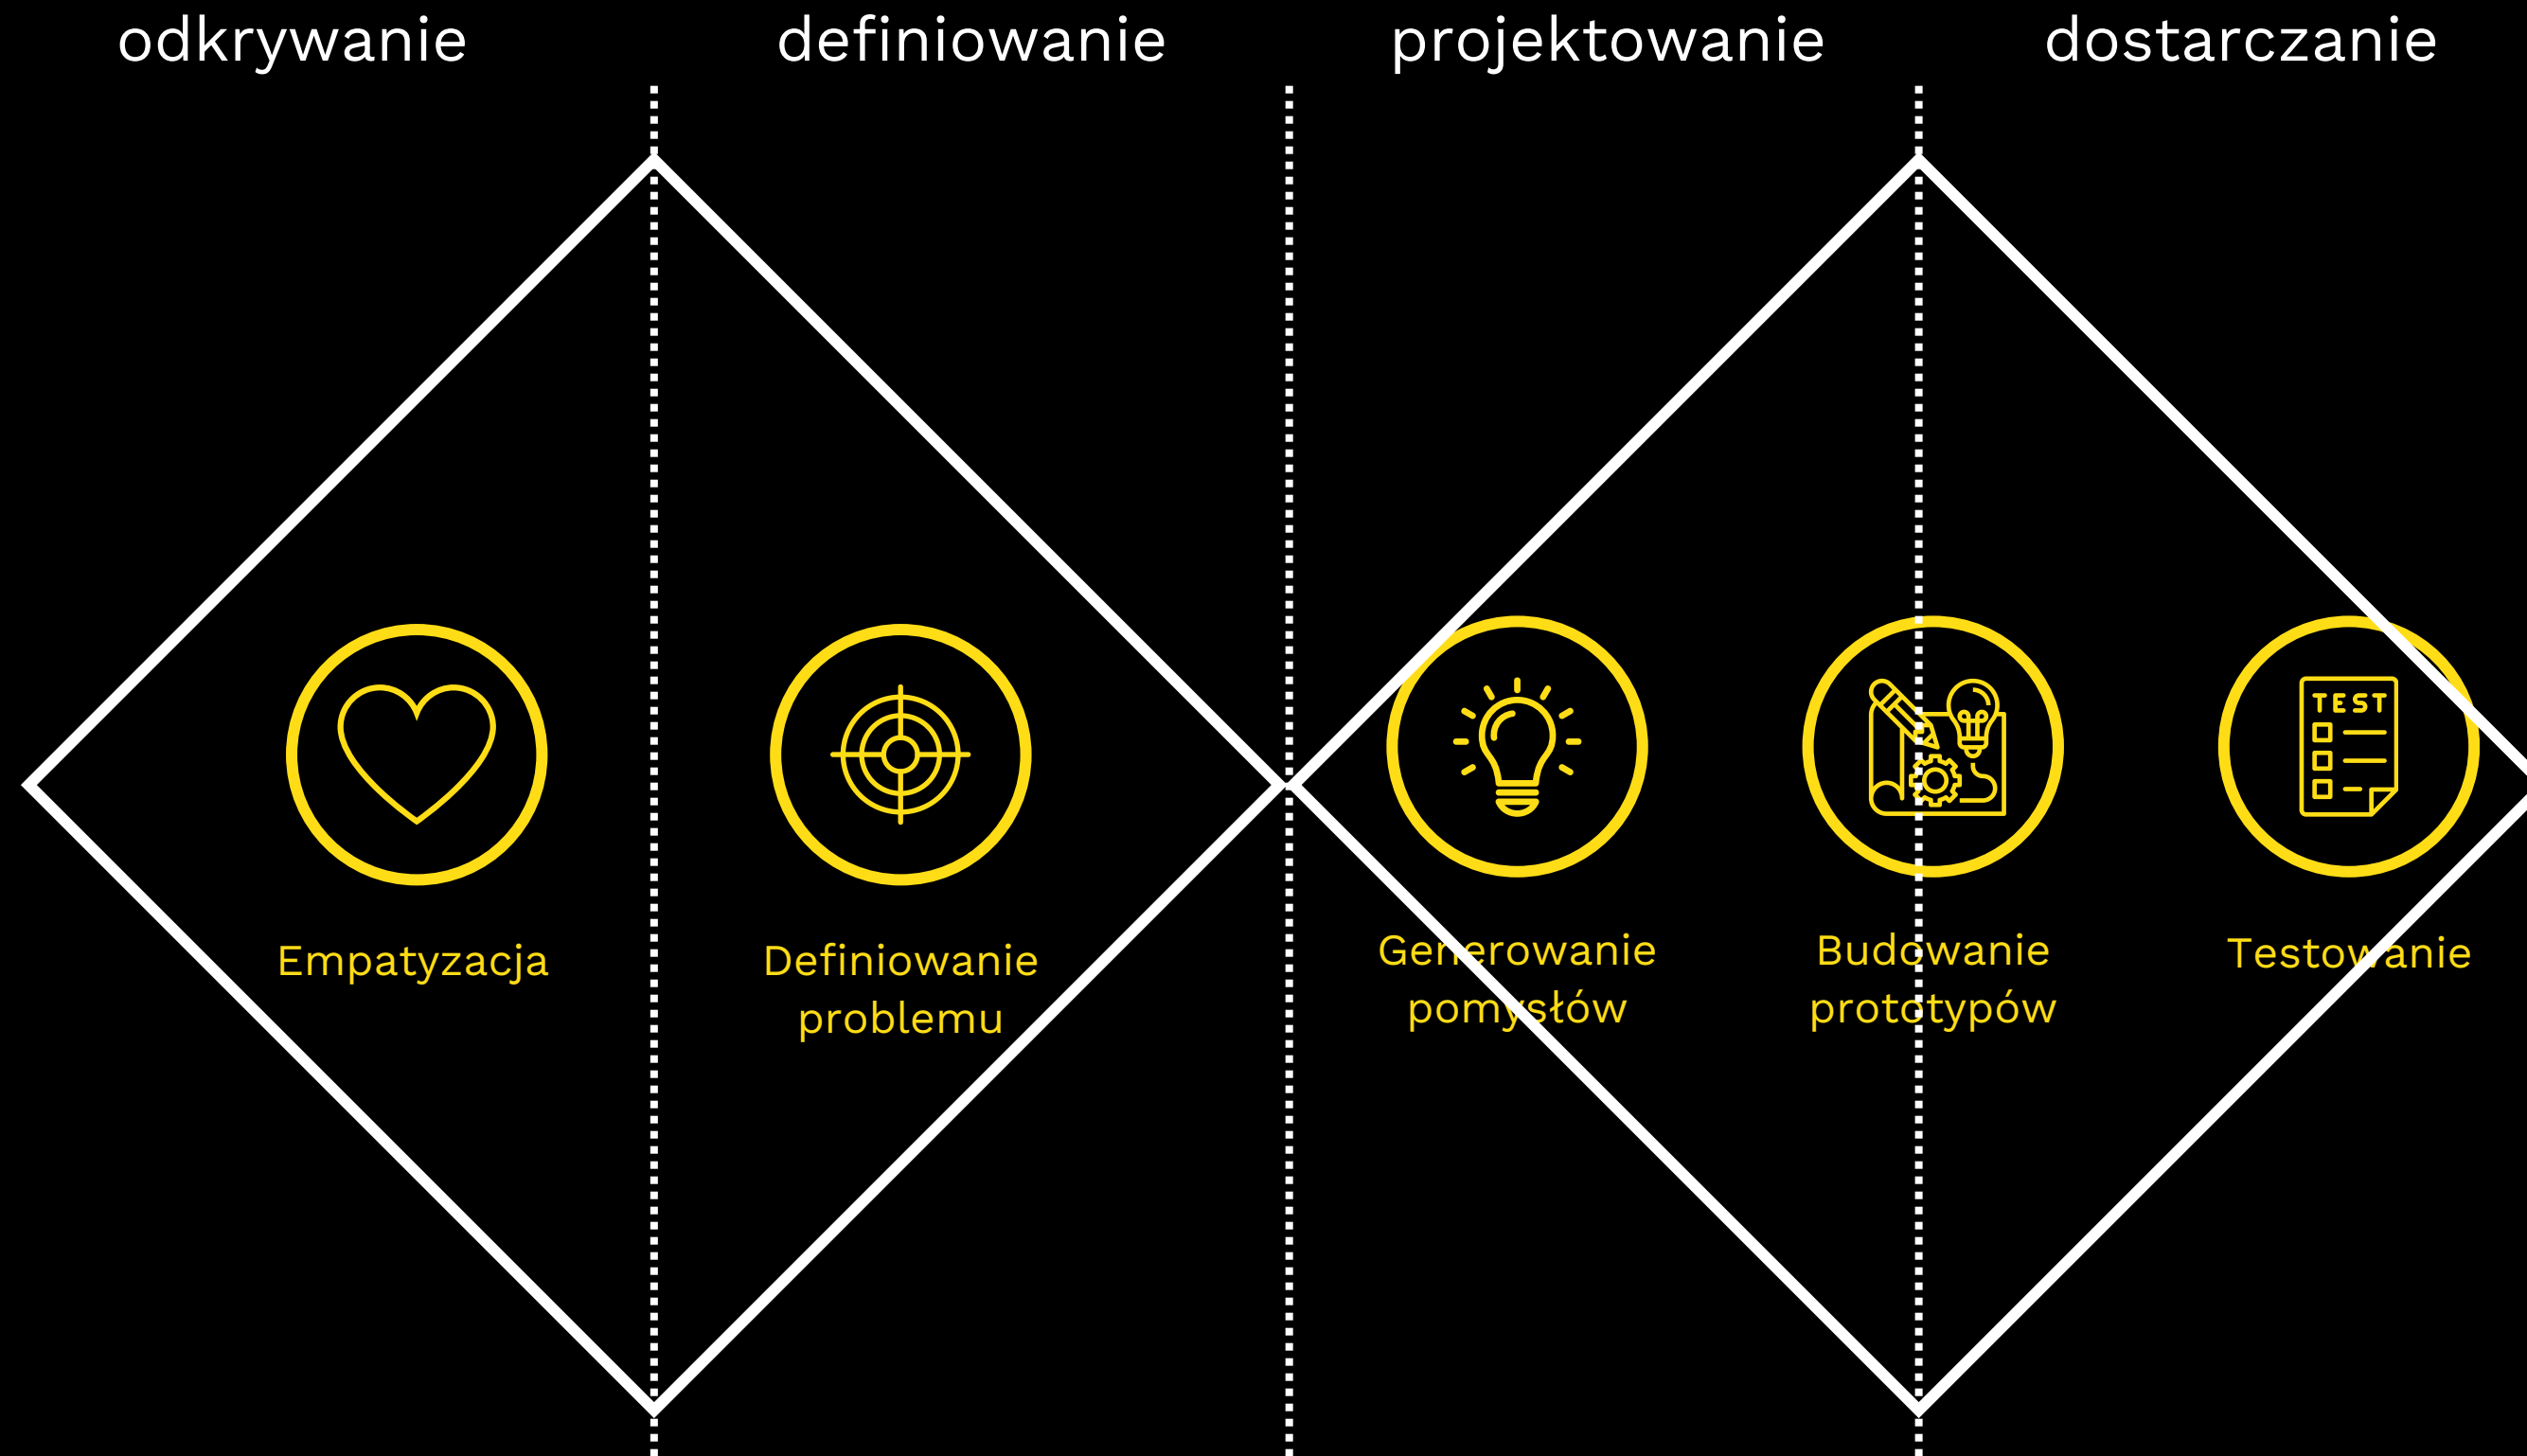 odkrywanie
definiowanie
projektowanie
dostarczanie
TEST
Empatyzacja
Definiowanie
problemu
Generowanie
pomysłów
Budowanie
prototypów
Testowanie